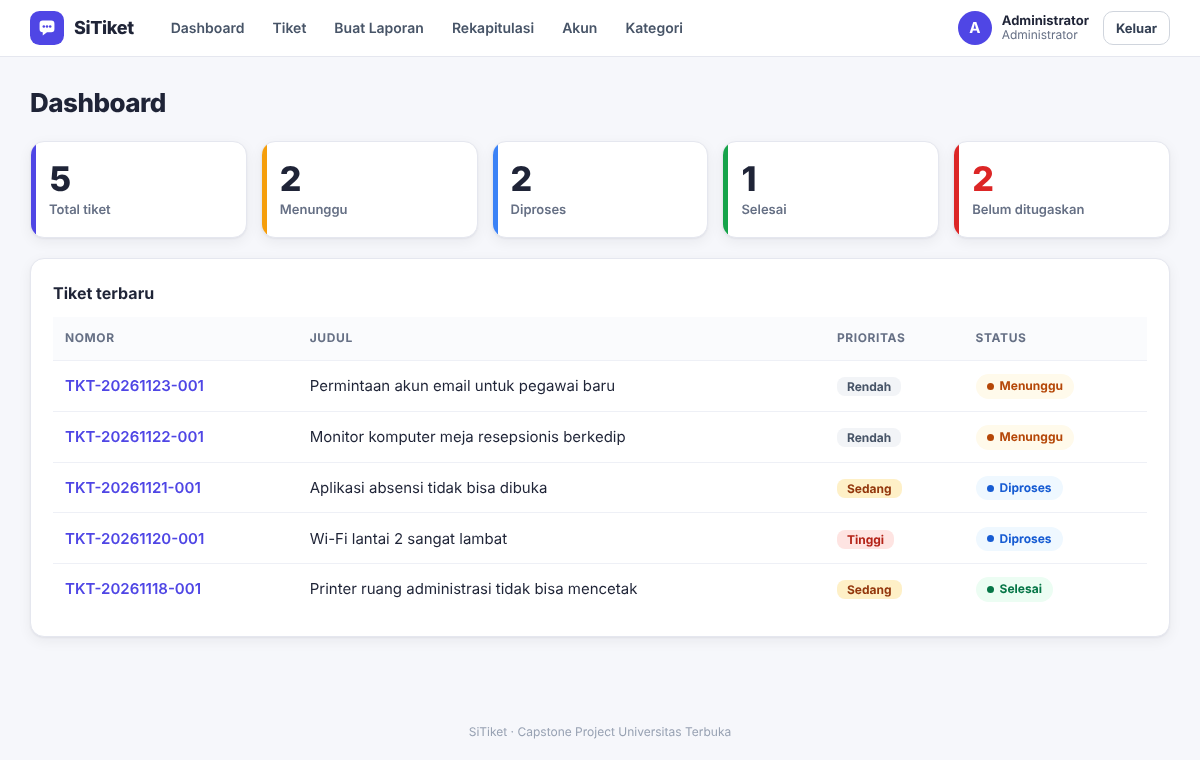 SiTiket Dashboard Tiket Buat Laporan Rekapitulasi Akun Kategori A Administrator Keluar
Administrator
Dashboard
5 2 2 1 2
Total tiket Menunggu Diproses Selesai Belum ditugaskan
Tiket terbaru
NOMOR JUDUL PRIORITAS STATUS
TKT-20261123-001 Permintaan akun email untuk pegawai baru Rendah Menunggu
TKT-20261122-001 Monitor komputer meja resepsionis berkedip Rendah Menunggu
TKT-20261121-001 Aplikasi absensi tidak bisa dibuka Sedang Diproses
TKT-20261120-001 Wi-Fi lantai 2 sangat lambat Tinggi Diproses
TKT-20261118-001 Printer ruang administrasi tidak bisa mencetak Sedang Selesai
SiTiket · Capstone Project Universitas Terbuka